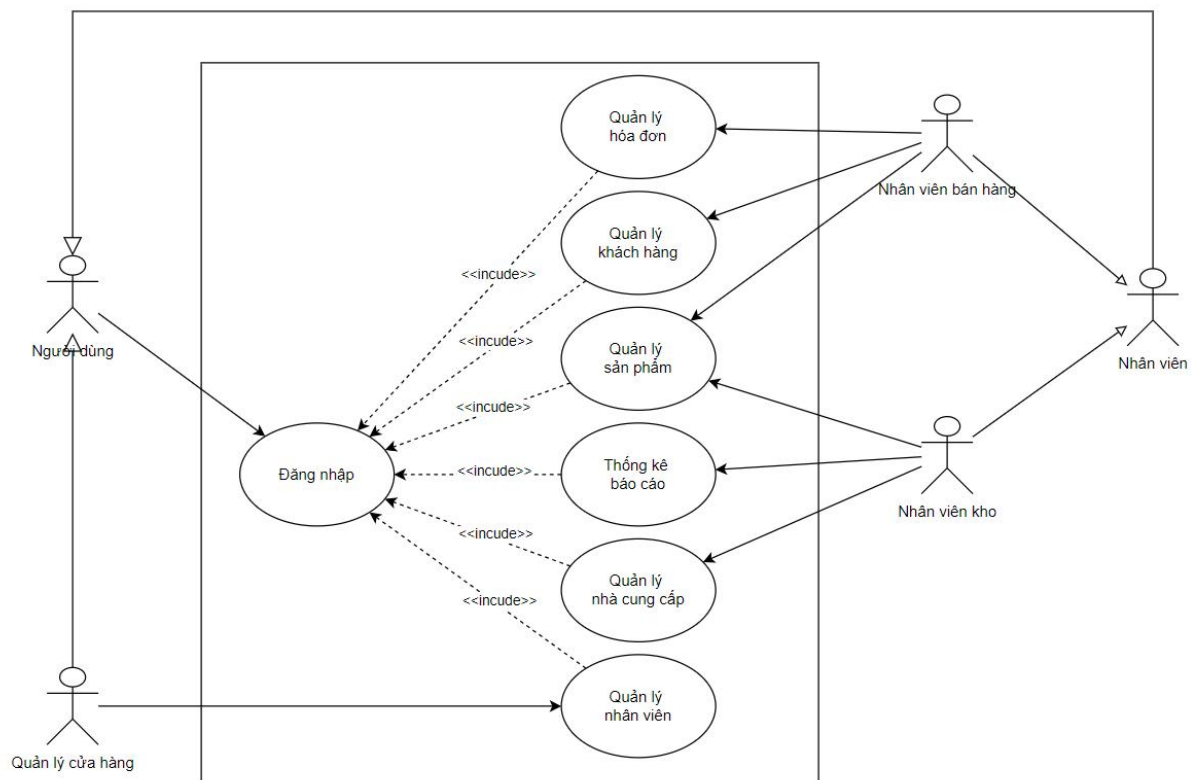 Quản lý
hóa đơn
Nhân viên bán hàng
Quản lý
khách hàng
<<incude>>
<<incude>>
Người dùng
Quản lý
sản phẩm
Nhân viên
<<incude>>
Đăng nhập
<<incude>>
Thống kê
báo cáo
Nhân viên kho
<<incude>>
Quản lý
nhà cung cấp
<<incude>>
Quản lý
nhân viên
Quản lý cửa hàng